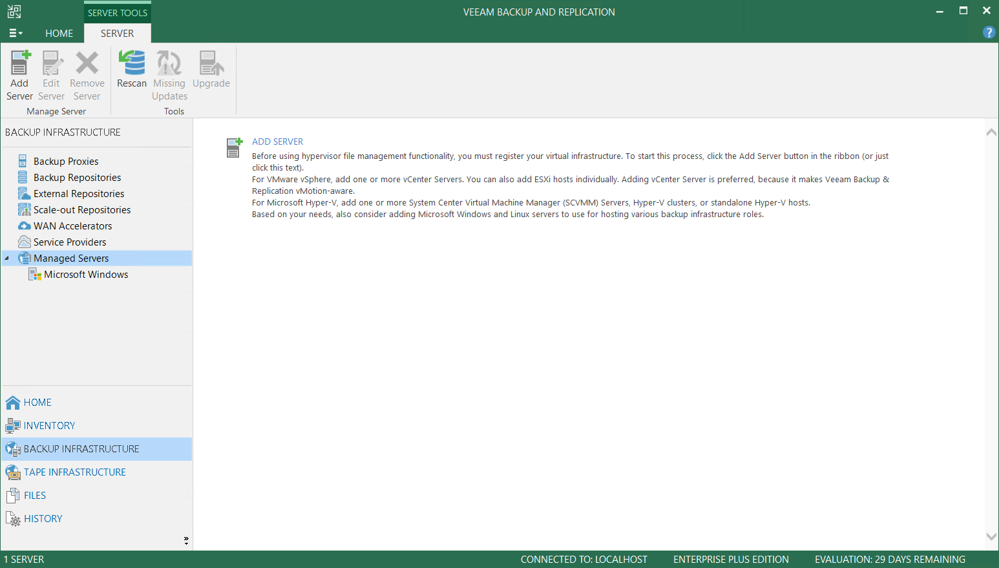 SERVER TOOLS
VEEAM BACKUP AND REPLICATION
HOME
SERVER
?
Add Server
Edit Server
Remove Server
Manage Server
Rescan
Missing Updates
Upgrade
Tools
BACKUP INFRASTRUCTURE
Backup Proxies
Backup Repositories
External Repositories
Scale-out Repositories
WAN Accelerators
Service Providers
Managed Servers
Microsoft Windows
HOME
INVENTORY
BACKUP INFRASTRUCTURE
TAPE INFRASTRUCTURE
FILES
HISTORY
ADD SERVER
Before using hypervisor file management functionality, you must register your virtual infrastructure. To start this process, click the Add Server button in the ribbon (or just
click this text).
For VMware vSphere, add one or more vCenter Servers. You can also add ESXi hosts individually. Adding vCenter Server is preferred, because it makes Veeam Backup &
Replication vMotion-aware.
For Microsoft Hyper-V, add one or more System Center Virtual Machine Manager (SCVMM) Servers, Hyper-V clusters, or standalone Hyper-V hosts.
Based on your needs, also consider adding Microsoft Windows and Linux servers to use for hosting various backup infrastructure roles.
1 SERVER
CONNECTED TO: LOCALHOST
ENTERPRISE PLUS EDITION
EVALUATION: 29 DAYS REMAINING